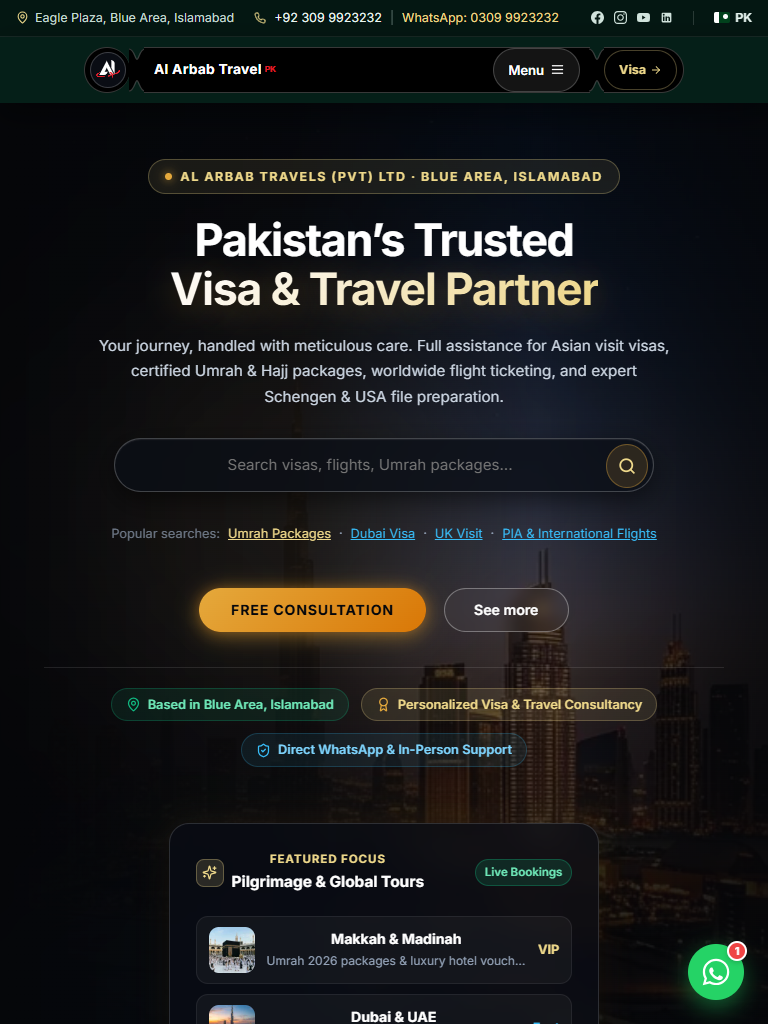 Eagle Plaza, Blue Area, Islamabad
+92 309 9923232
WhatsApp: 0309 9923232
PK
Al Arbab Travel PK
Menu
Visa →
AL ARBAB TRAVELS (PVT) LTD · BLUE AREA, ISLAMABAD
Pakistan’s Trusted
Visa & Travel Partner
Your journey, handled with meticulous care. Full assistance for Asian visit visas,
certified Umrah & Hajj packages, worldwide flight ticketing, and expert
Schengen & USA file preparation.
Search visas, flights, Umrah packages...
Popular searches: Umrah Packages · Dubai Visa · UK Visit · PIA & International Flights
FREE CONSULTATION
See more
Based in Blue Area, Islamabad
Personalized Visa & Travel Consultancy
Direct WhatsApp & In-Person Support
FEATURED FOCUS
Pilgrimage & Global Tours
Live Bookings
Makkah & Madinah
Umrah 2026 packages & luxury hotel vouch...
VIP
1
Dubai & UAE